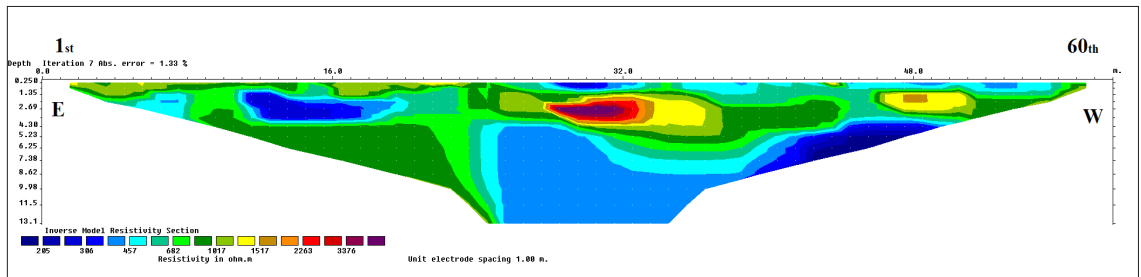 1st
60th
Depth Iteration 7 Abs. error = 1.33 %
0.0 16.0 32.0 48.0 m.
0.250
1.35
2.69
4.30
5.23
6.25
7.38
8.62
9.98
11.5
13.1
E
W
Inverse Model Resistivity Section
205 306 457 682 1017 1517 2263 3376
Resistivity in ohm.m
Unit electrode spacing 1.00 m.